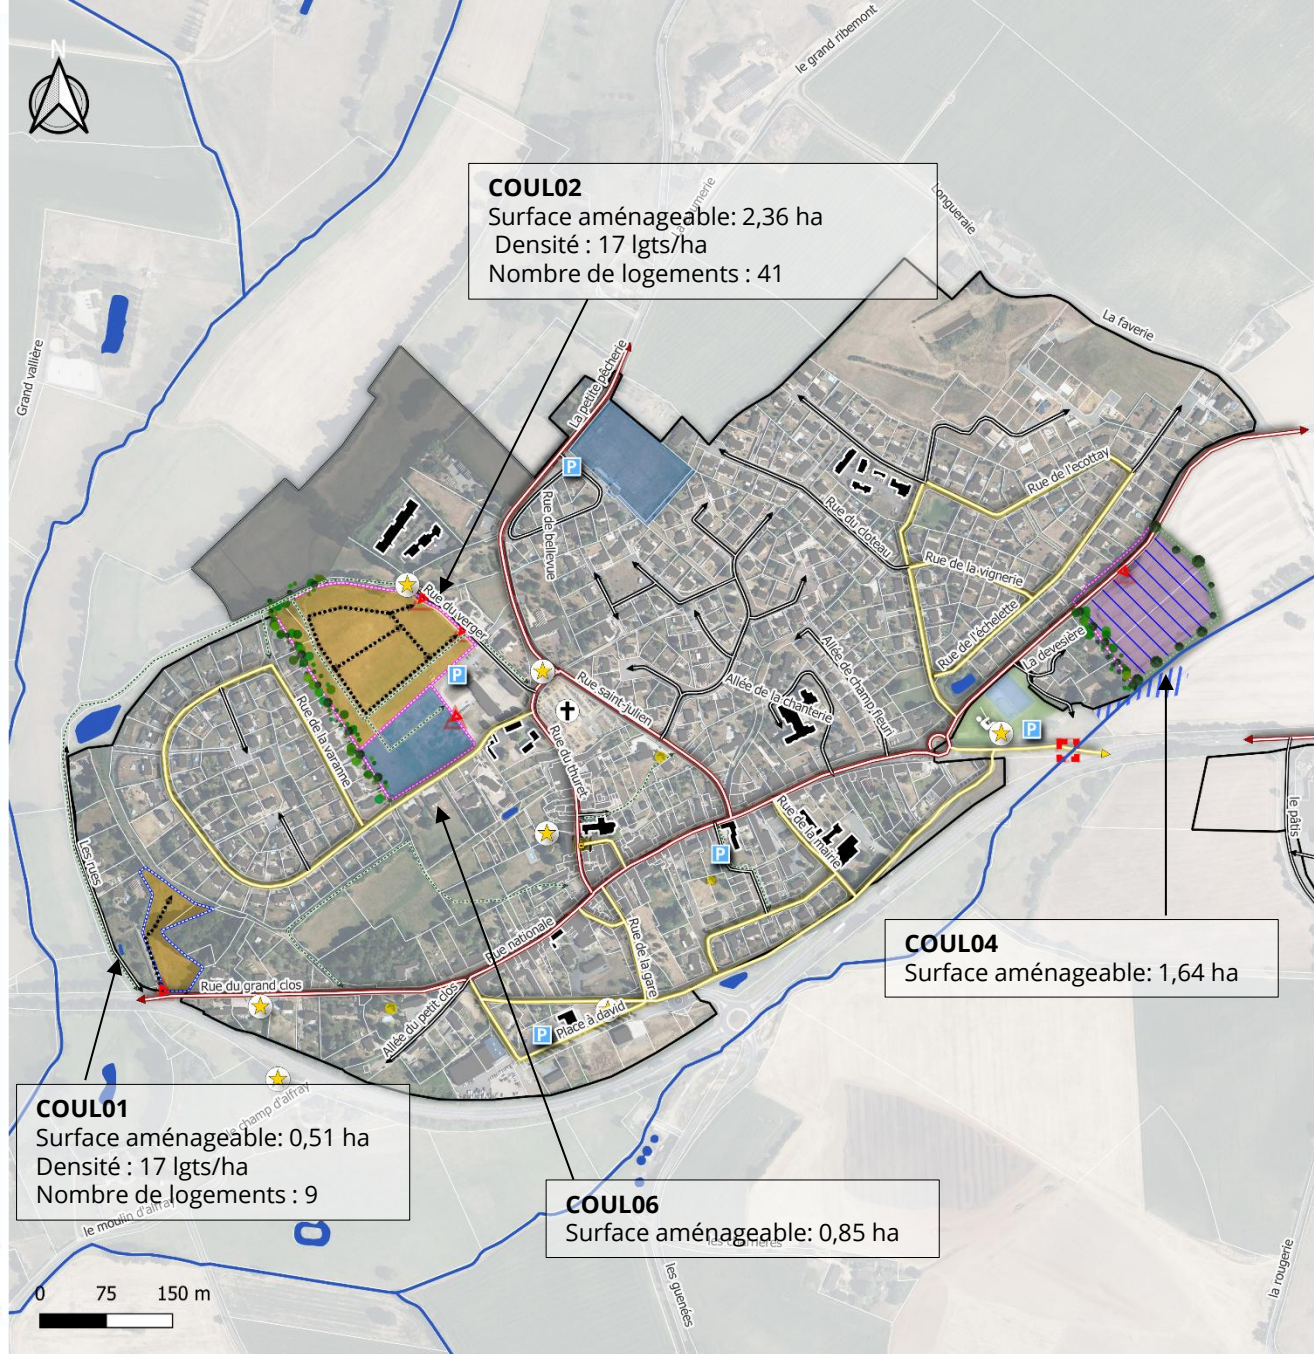 N
le grand ribemont
COUL02
Surface aménageable: 2,36 ha
Densité : 17 lgts/ha
Nombre de logements : 41
Longueraie
La faverie
Grand vallière
La petite pêcherie
P
Rue de bellevue
Rue de l'ecottay
Rue du cloteau
Rue de la vignerie
Rue de l'échelette
La devesière
Rue du verger
P
Rue de la varanne
Rue saint-julien
Allée de la chanterie
Allée de champ fleuri
P
Rue du thuret
Rue de la mairie
P
le pâtis
Les rues
Rue nationale
Rue de la gare
Rue du grand clos
Allée du petit clos
Place à david
P
COUL04
Surface aménageable: 1,64 ha
le champ d'alfray
COUL01
Surface aménageable: 0,51 ha
Densité : 17 lgts/ha
Nombre de logements : 9
le moulin d'alfray
COUL06
Surface aménageable: 0,85 ha
les guenées
la rougerie
0 75 150 m